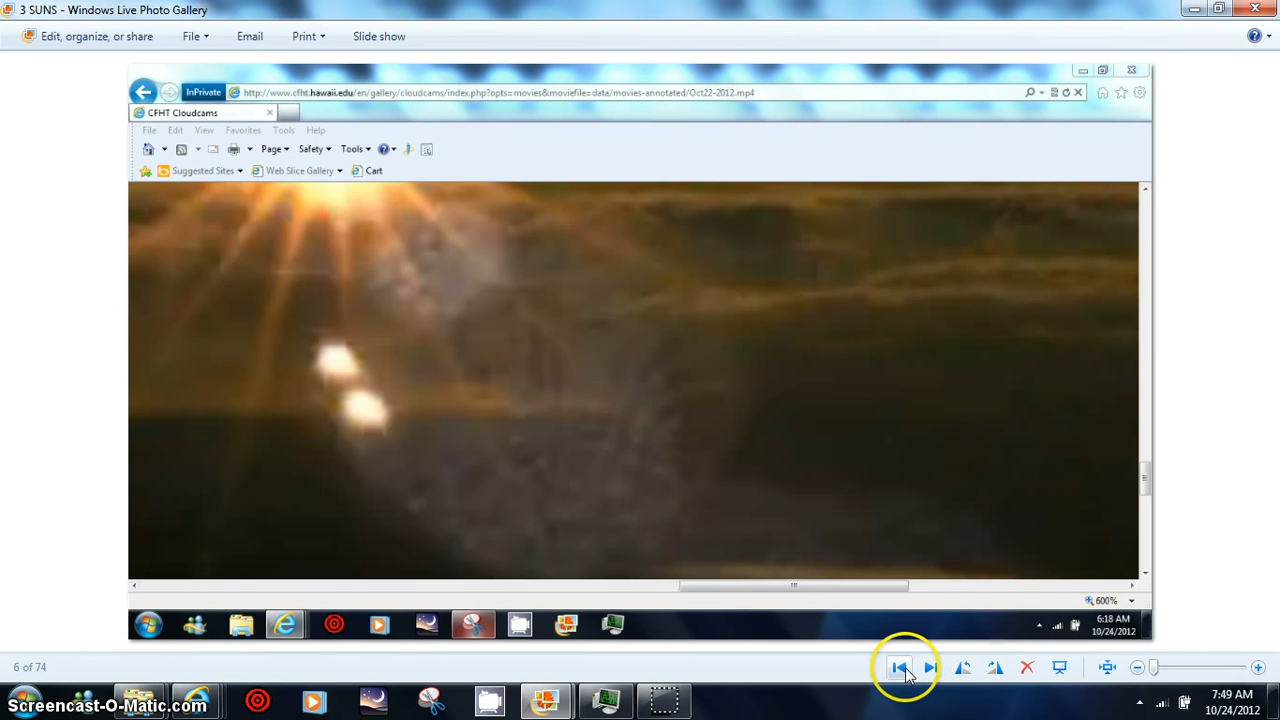 3 SUNS - Windows Live Photo Gallery
Edit, organize, or share File Email Print Slide show
InPrivate http://www.cfht.hawaii.edu/en/gallery/cloudcams/index.php?opts=movies&moviefile=data/movies-annotated/Oct22-2012.mp4
CFHT Cloudcams
File Edit View Favorites Tools Help
Page Safety Tools
Suggested Sites Web Slice Gallery Cart
600%
6:18 AM
10/24/2012
6 of 74
7:49 AM
10/24/2012
Screencast-O-Matic.com